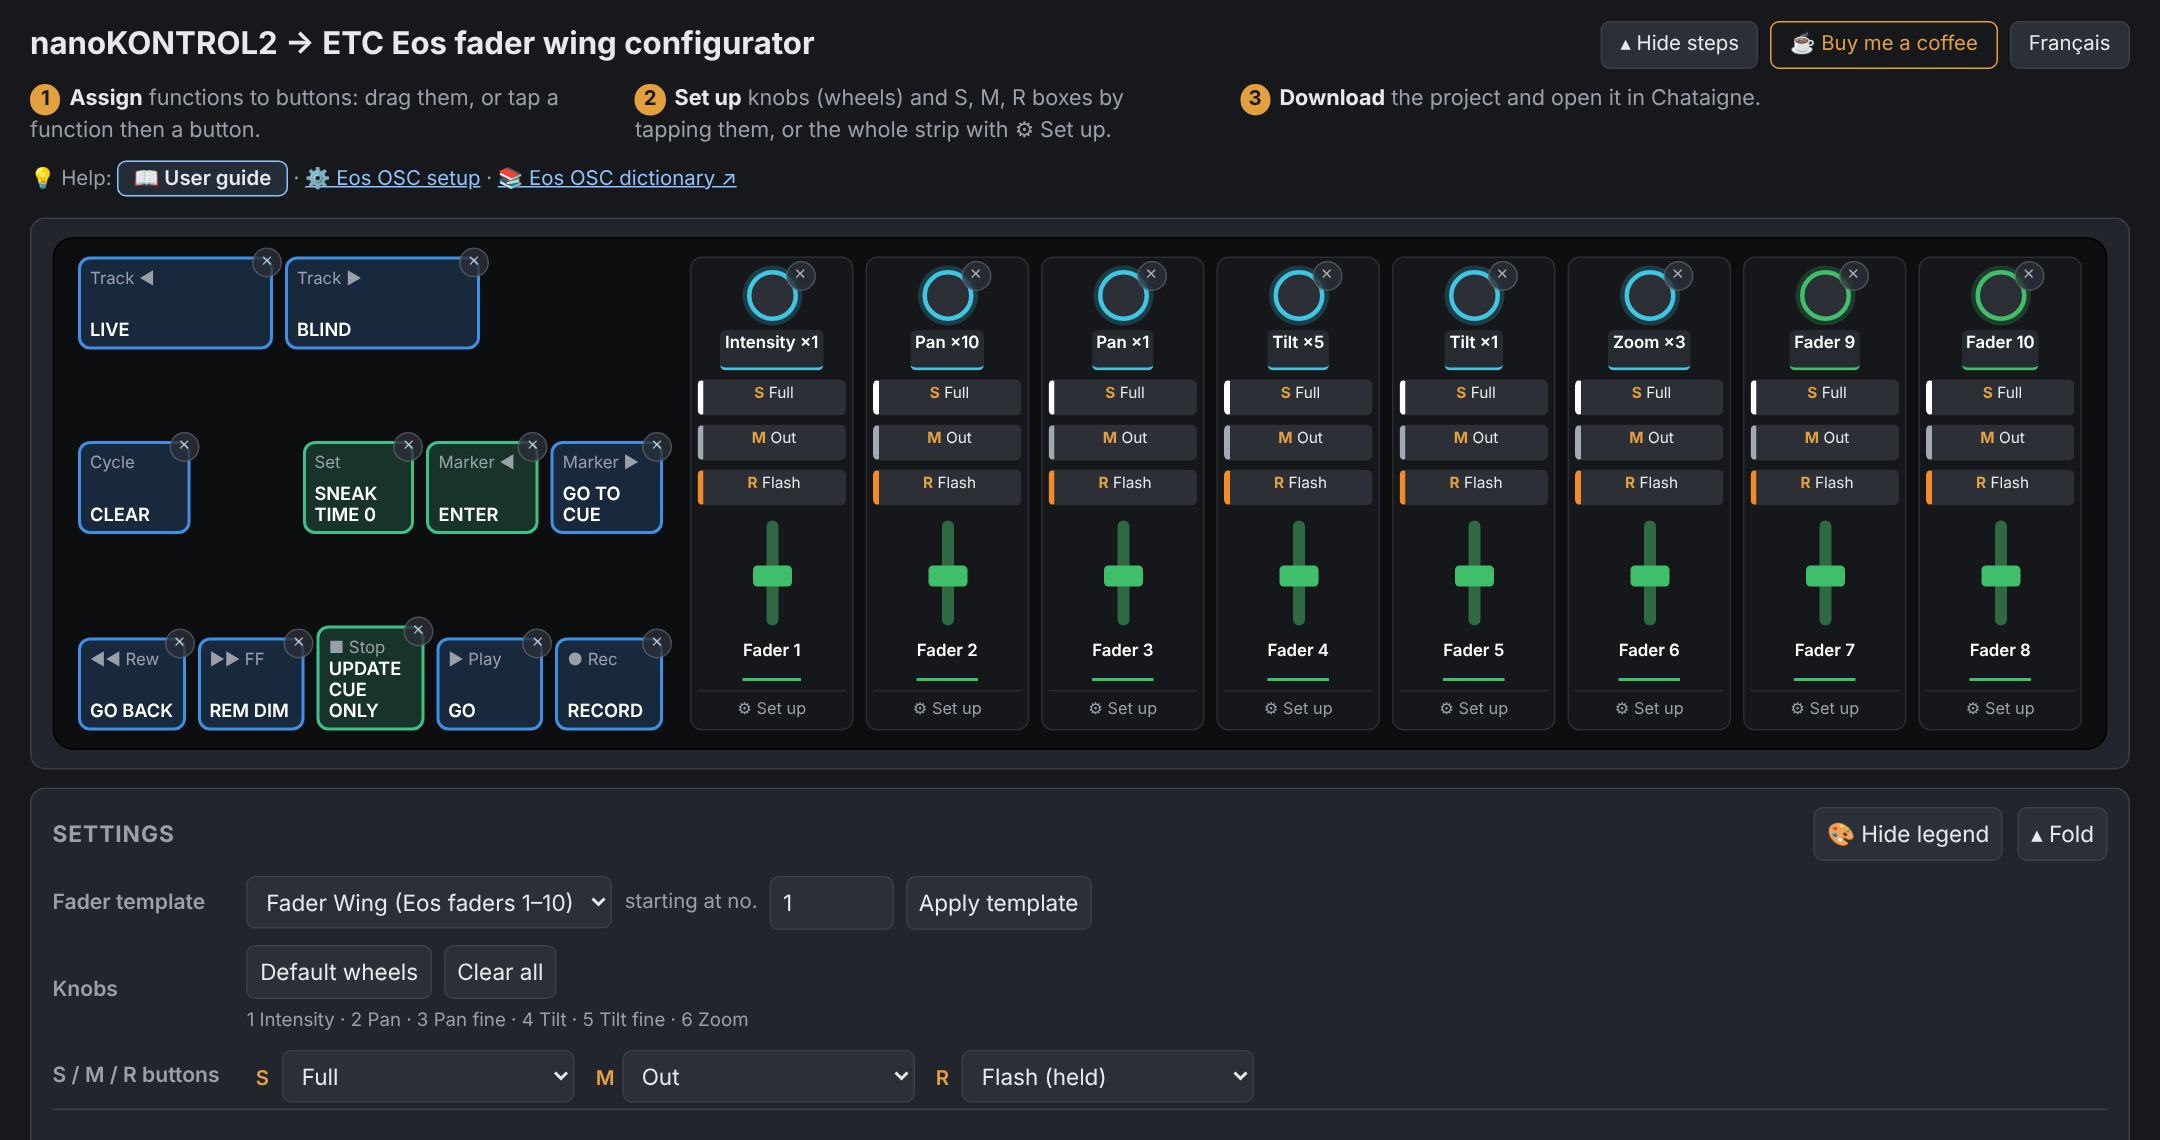 nanoKONTROL2 → ETC Eos fader wing configurator
▴ Hide steps
☕ Buy me a coffee
Français
1 Assign functions to buttons: drag them, or tap a
function then a button.
2 Set up knobs (wheels) and S, M, R boxes by
tapping them, or the whole strip with ⚙ Set up.
3 Download the project and open it in Chataigne.
💡 Help: 📖 User guide · ⚙️ Eos OSC setup · 📚 Eos OSC dictionary ↗
Track ◀ ✕
LIVE
Track ▶ ✕
BLIND
Cycle ✕
CLEAR
Set ✕
SNEAK
TIME 0
Marker ◀ ✕
ENTER
Marker ▶ ✕
GO TO
CUE
◀◀ Rew ✕
GO BACK
▶▶ FF ✕
REM DIM
■ Stop ✕
UPDATE
CUE
ONLY
▶ Play ✕
GO
● Rec ✕
RECORD
✕
Intensity ×1
S Full
M Out
R Flash
Fader 1
⚙ Set up
✕
Pan ×10
S Full
M Out
R Flash
Fader 2
⚙ Set up
✕
Pan ×1
S Full
M Out
R Flash
Fader 3
⚙ Set up
✕
Tilt ×5
S Full
M Out
R Flash
Fader 4
⚙ Set up
✕
Tilt ×1
S Full
M Out
R Flash
Fader 5
⚙ Set up
✕
Zoom ×3
S Full
M Out
R Flash
Fader 6
⚙ Set up
✕
Fader 9
S Full
M Out
R Flash
Fader 7
⚙ Set up
✕
Fader 10
S Full
M Out
R Flash
Fader 8
⚙ Set up
SETTINGS
🎨 Hide legend
▴ Fold
Fader template
Fader Wing (Eos faders 1–10)
starting at no.
1
Apply template
Knobs
Default wheels
Clear all
1 Intensity · 2 Pan · 3 Pan fine · 4 Tilt · 5 Tilt fine · 6 Zoom
S / M / R buttons
S Full
M Out
R Flash (held)